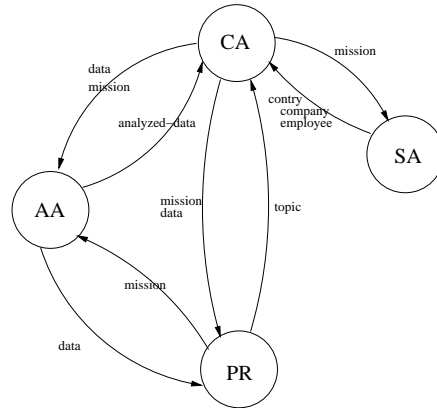 CA
mission
data
mission
contry
company
employee
analyzed-data
SA
AA
mission
data
topic
mission
data
PR